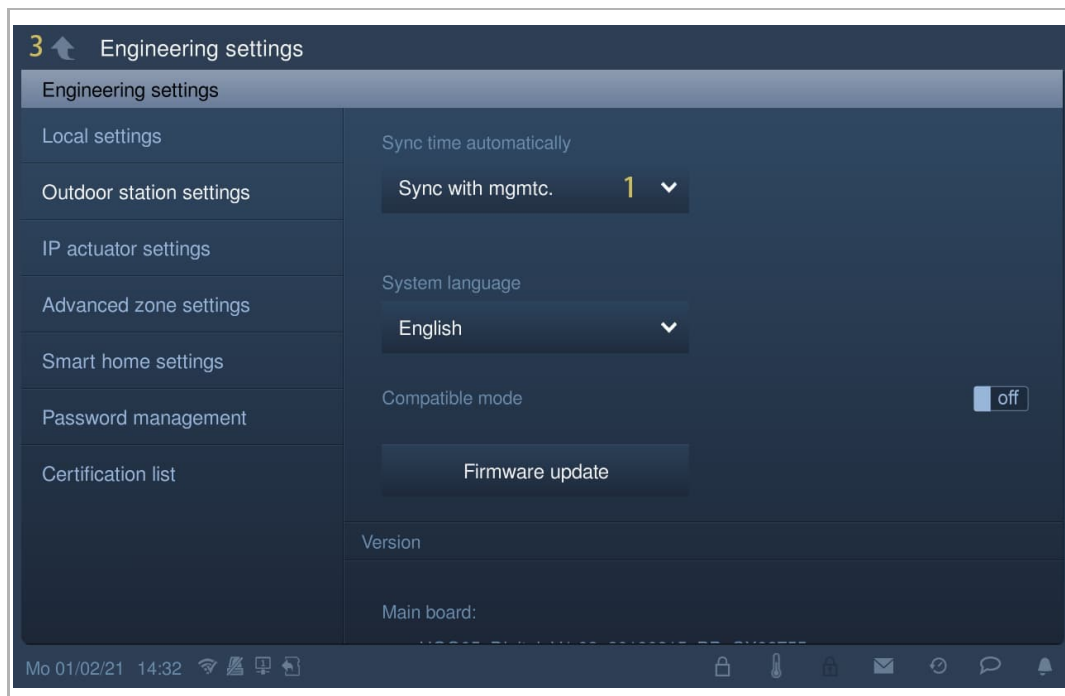 3 Engineering settings
Engineering settings
Local settings
Outdoor station settings
IP actuator settings
Advanced zone settings
Smart home settings
Password management
Certification list
Sync time automatically
Sync with mgmtc. 1
System language
English
Compatible mode off
Firmware update
Version
Main board:
Mo 01/02/21 14:32